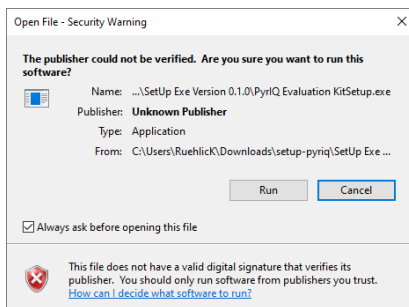 Open File - Security Warning
The publisher could not be verified. Are you sure you want to run this
software?
Name: ...\SetUp Exe Version 0.1.0\PyrIQ Evaluation KitSetup.exe
Publisher: Unknown Publisher
Type: Application
From: C:\Users\RuehlicK\Downloads\setup-pyriq\SetUp Exe ...
Run Cancel
Always ask before opening this file
This file does not have a valid digital signature that verifies its
publisher. You should only run software from publishers you trust.
How can I decide what software to run?